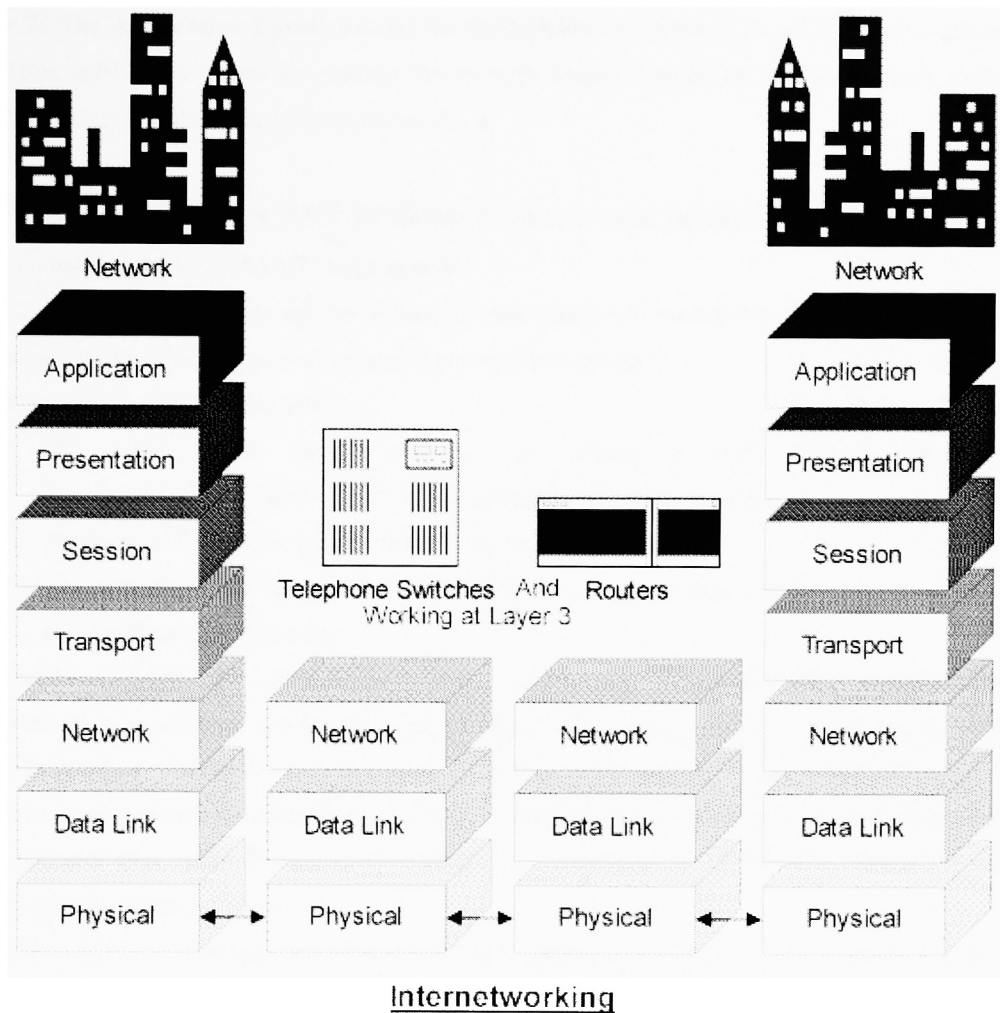 Network Network
Application Application
Presentation Presentation
Session Session
Telephone Switches And Routers
Working at Layer 3
Transport Transport
Network Network Network Network
Data Link Data Link Data Link Data Link
Physical Physical Physical Physical
Internetworking